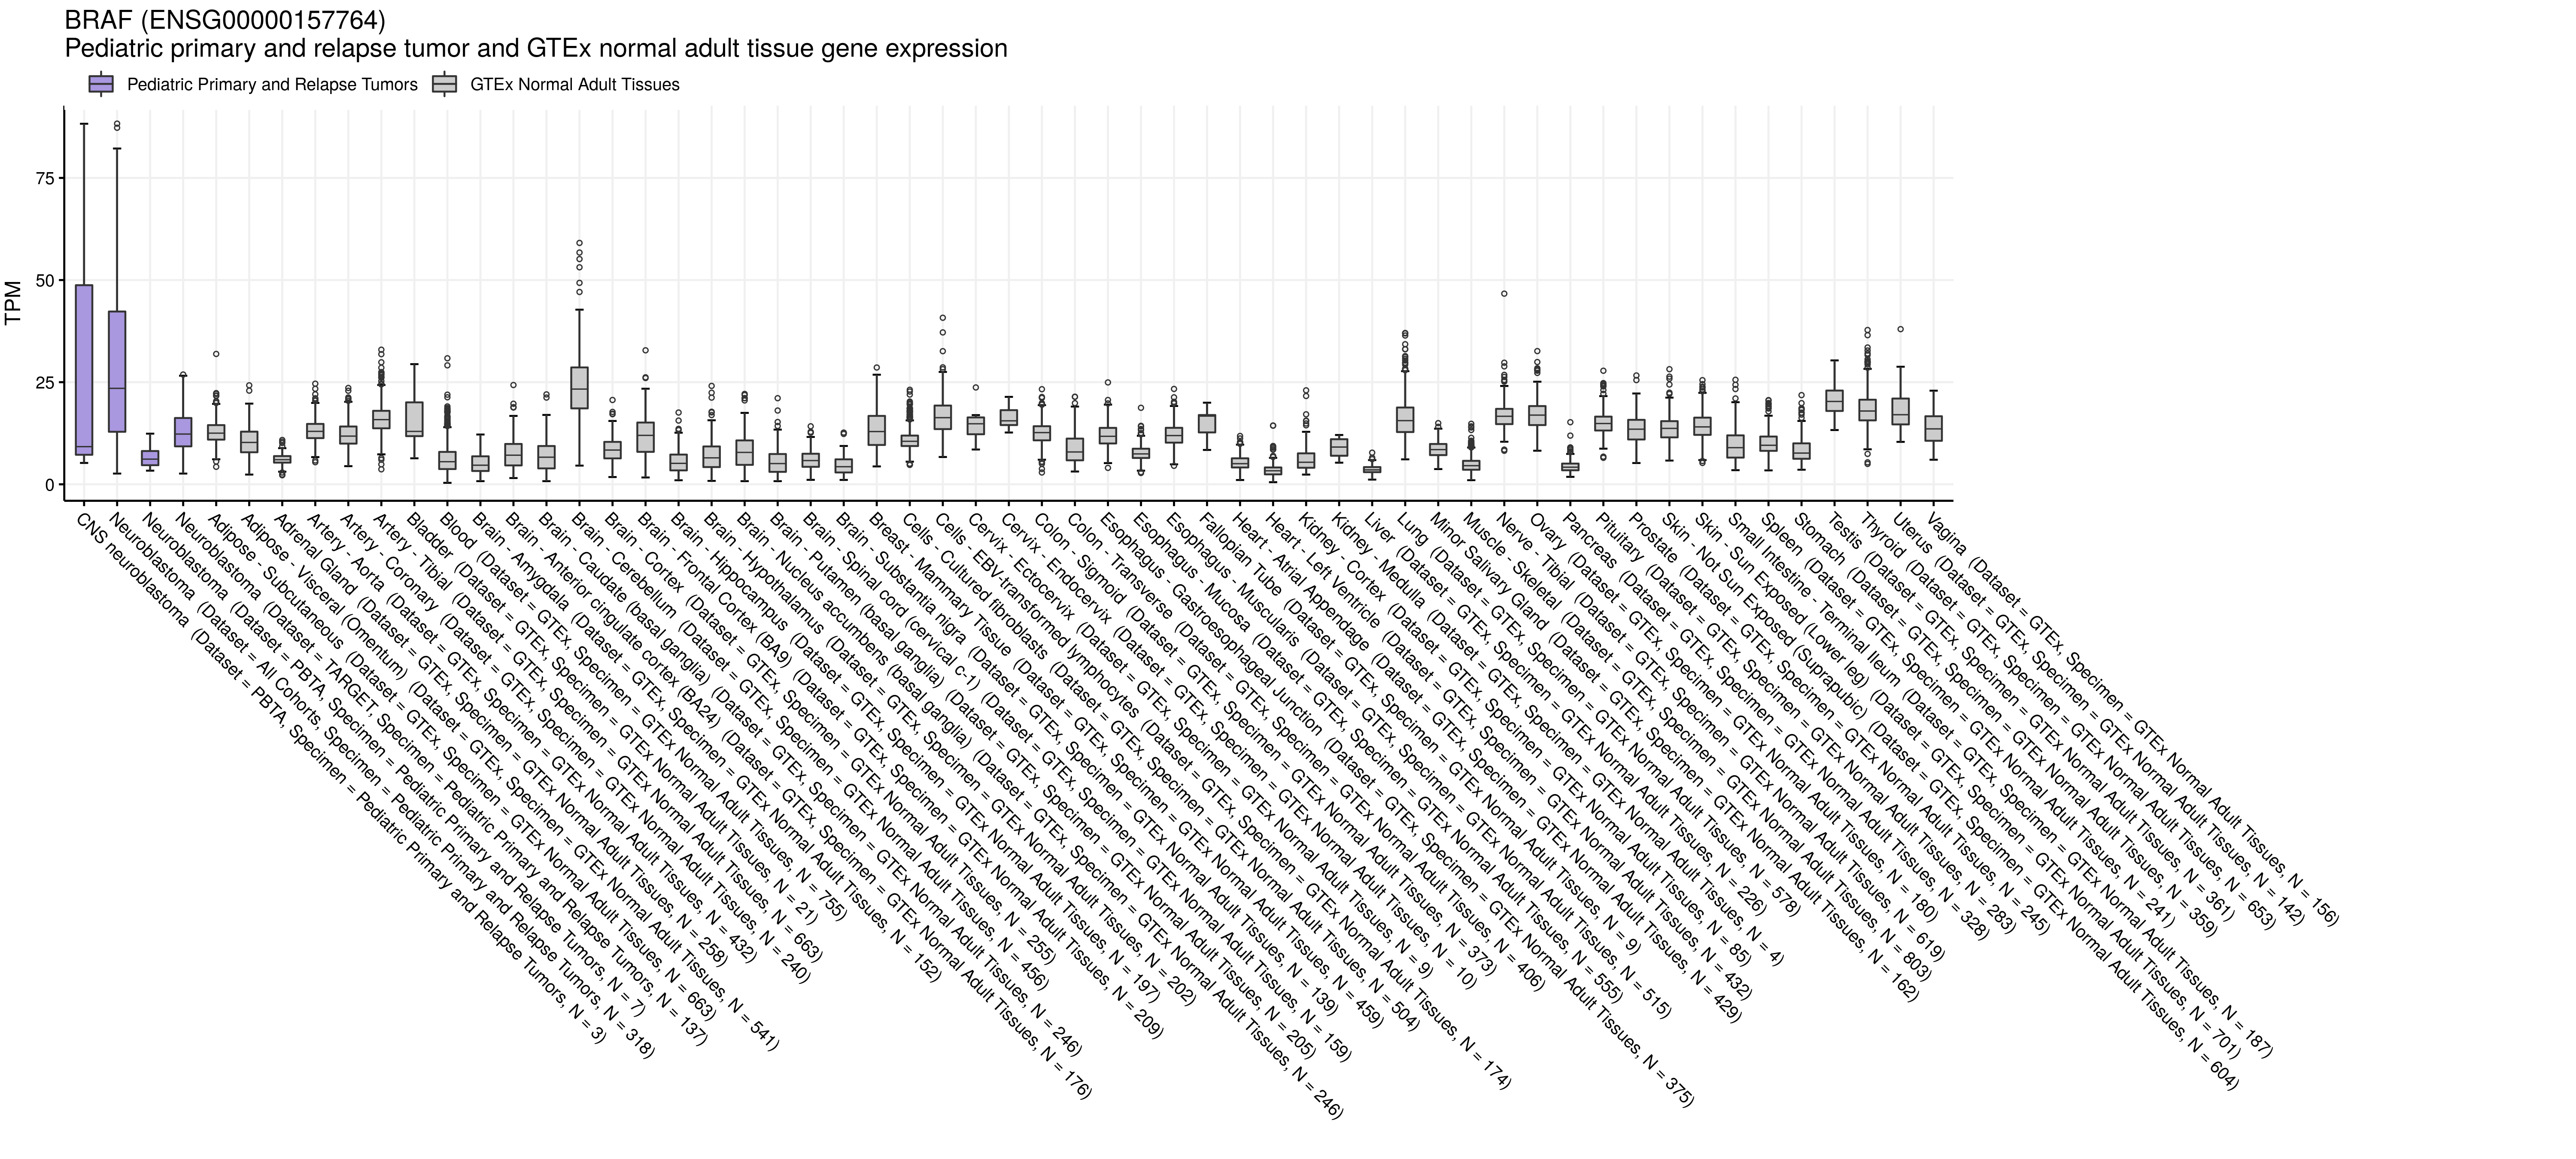 BRAF (ENSG00000157764)
Pediatric primary and relapse tumor and GTEx normal adult tissue gene expression
Pediatric Primary and Relapse Tumors
GTEx Normal Adult Tissues
TPM
75
50
25
0
CNS neuroblastoma (Dataset = PBTA, Specimen = Pediatric Primary and Relapse Tumors, N = 3)
Neuroblastoma (Dataset = All Cohorts, Specimen = Pediatric Primary and Relapse Tumors, N = 318)
Neuroblastoma (Dataset = PBTA, Specimen = Pediatric Primary and Relapse Tumors, N = 7)
Neuroblastoma (Dataset = TARGET, Specimen = Pediatric Primary and Relapse Tumors, N = 137)
Adipose - Subcutaneous (Dataset = GTEx, Specimen = GTEx Normal Adult Tissues, N = 663)
Adipose - Visceral (Omentum) (Dataset = GTEx, Specimen = GTEx Normal Adult Tissues, N = 541)
Adrenal Gland (Dataset = GTEx, Specimen = GTEx Normal Adult Tissues, N = 258)
Artery - Aorta (Dataset = GTEx, Specimen = GTEx Normal Adult Tissues, N = 432)
Artery - Coronary (Dataset = GTEx, Specimen = GTEx Normal Adult Tissues, N = 240)
Artery - Tibial (Dataset = GTEx, Specimen = GTEx Normal Adult Tissues, N = 663)
Bladder (Dataset = GTEx, Specimen = GTEx Normal Adult Tissues, N = 21)
Blood (Dataset = GTEx, Specimen = GTEx Normal Adult Tissues, N = 755)
Brain - Amygdala (Dataset = GTEx, Specimen = GTEx Normal Adult Tissues, N = 152)
Brain - Anterior cingulate cortex (BA24) (Dataset = GTEx, Specimen = GTEx Normal Adult Tissues, N = 176)
Brain - Caudate (basal ganglia) (Dataset = GTEx, Specimen = GTEx Normal Adult Tissues, N = 246)
Brain - Cerebellum (Dataset = GTEx, Specimen = GTEx Normal Adult Tissues, N = 456)
Brain - Cortex (Dataset = GTEx, Specimen = GTEx Normal Adult Tissues, N = 255)
Brain - Frontal Cortex (BA9) (Dataset = GTEx, Specimen = GTEx Normal Adult Tissues, N = 209)
Brain - Hippocampus (Dataset = GTEx, Specimen = GTEx Normal Adult Tissues, N = 197)
Brain - Hypothalamus (Dataset = GTEx, Specimen = GTEx Normal Adult Tissues, N = 202)
Brain - Nucleus accumbens (basal ganglia) (Dataset = GTEx, Specimen = GTEx Normal Adult Tissues, N = 246)
Brain - Putamen (basal ganglia) (Dataset = GTEx, Specimen = GTEx Normal Adult Tissues, N = 205)
Brain - Spinal cord (cervical c-1) (Dataset = GTEx, Specimen = GTEx Normal Adult Tissues, N = 159)
Brain - Substantia nigra (Dataset = GTEx, Specimen = GTEx Normal Adult Tissues, N = 139)
Breast - Mammary Tissue (Dataset = GTEx, Specimen = GTEx Normal Adult Tissues, N = 459)
Cells - Cultured fibroblasts (Dataset = GTEx, Specimen = GTEx Normal Adult Tissues, N = 504)
Cells - EBV-transformed lymphocytes (Dataset = GTEx, Specimen = GTEx Normal Adult Tissues, N = 174)
Cervix - Ectocervix (Dataset = GTEx, Specimen = GTEx Normal Adult Tissues, N = 9)
Cervix - Endocervix (Dataset = GTEx, Specimen = GTEx Normal Adult Tissues, N = 10)
Colon - Sigmoid (Dataset = GTEx, Specimen = GTEx Normal Adult Tissues, N = 373)
Colon - Transverse (Dataset = GTEx, Specimen = GTEx Normal Adult Tissues, N = 406)
Esophagus - Gastroesophageal Junction (Dataset = GTEx, Specimen = GTEx Normal Adult Tissues, N = 375)
Esophagus - Mucosa (Dataset = GTEx, Specimen = GTEx Normal Adult Tissues, N = 555)
Esophagus - Muscularis (Dataset = GTEx, Specimen = GTEx Normal Adult Tissues, N = 515)
Fallopian Tube (Dataset = GTEx, Specimen = GTEx Normal Adult Tissues, N = 9)
Heart - Atrial Appendage (Dataset = GTEx, Specimen = GTEx Normal Adult Tissues, N = 429)
Heart - Left Ventricle (Dataset = GTEx, Specimen = GTEx Normal Adult Tissues, N = 432)
Kidney - Cortex (Dataset = GTEx, Specimen = GTEx Normal Adult Tissues, N = 85)
Kidney - Medulla (Dataset = GTEx, Specimen = GTEx Normal Adult Tissues, N = 4)
Liver (Dataset = GTEx, Specimen = GTEx Normal Adult Tissues, N = 226)
Lung (Dataset = GTEx, Specimen = GTEx Normal Adult Tissues, N = 578)
Minor Salivary Gland (Dataset = GTEx, Specimen = GTEx Normal Adult Tissues, N = 162)
Muscle - Skeletal (Dataset = GTEx, Specimen = GTEx Normal Adult Tissues, N = 803)
Nerve - Tibial (Dataset = GTEx, Specimen = GTEx Normal Adult Tissues, N = 619)
Ovary (Dataset = GTEx, Specimen = GTEx Normal Adult Tissues, N = 180)
Pancreas (Dataset = GTEx, Specimen = GTEx Normal Adult Tissues, N = 328)
Pituitary (Dataset = GTEx, Specimen = GTEx Normal Adult Tissues, N = 283)
Prostate (Dataset = GTEx, Specimen = GTEx Normal Adult Tissues, N = 245)
Skin - Not Sun Exposed (Suprapubic) (Dataset = GTEx, Specimen = GTEx Normal Adult Tissues, N = 604)
Skin - Sun Exposed (Lower leg) (Dataset = GTEx, Specimen = GTEx Normal Adult Tissues, N = 701)
Small Intestine - Terminal Ileum (Dataset = GTEx, Specimen = GTEx Normal Adult Tissues, N = 187)
Spleen (Dataset = GTEx, Specimen = GTEx Normal Adult Tissues, N = 241)
Stomach (Dataset = GTEx, Specimen = GTEx Normal Adult Tissues, N = 359)
Testis (Dataset = GTEx, Specimen = GTEx Normal Adult Tissues, N = 361)
Thyroid (Dataset = GTEx, Specimen = GTEx Normal Adult Tissues, N = 653)
Uterus (Dataset = GTEx, Specimen = GTEx Normal Adult Tissues, N = 142)
Vagina (Dataset = GTEx, Specimen = GTEx Normal Adult Tissues, N = 156)